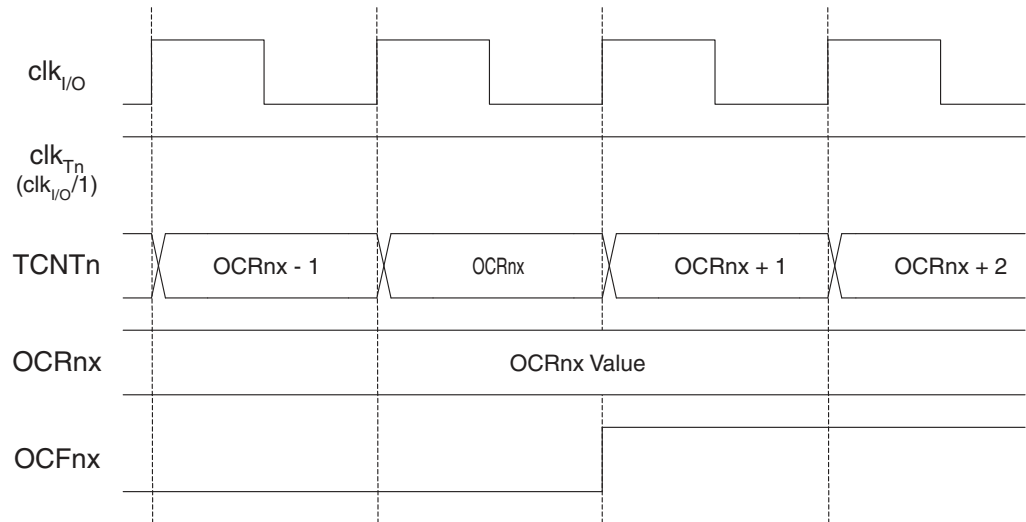 clkI/O
clkTn
(clkI/O/1)
TCNTn
OCRnx - 1
OCRnx
OCRnx + 1
OCRnx + 2
OCRnx
OCRnx Value
OCFnx